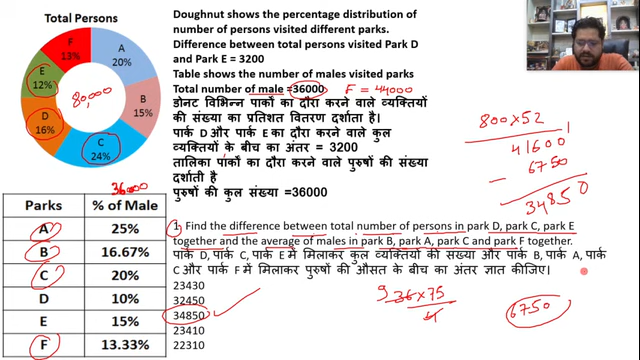 Total Persons
F
13%
A
20%
E
12%
80,000
B
15%
D
16%
C
24%
Doughnut shows the percentage distribution of
number of persons visited different parks.
Difference between total persons visited Park D
and Park E = 3200
Table shows the number of males visited parks
Total number of male =36000 F = 44000
डोनट विभिन्न पार्कों का दौरा करने वाले व्यक्तियों
की संख्या का प्रतिशत वितरण दर्शाता है।
पार्क D और पार्क E का दौरा करने वाले कुल
व्यक्तियों के बीच का अंतर = 3200
तालिका पार्कों का दौरा करने वाले पुरुषों की संख्या
दर्शाती है
पुरुषों की कुल संख्या =36000
800×52
41600
- 6750
34850
36000
Parks % of Male
A 25%
B 16.67%
C 20%
D 10%
E 15%
F 13.33%
1. Find the difference between total number of persons in park D, park C, park E
together and the average of males in park B, park A, park C and park F together.
पार्क D, पार्क C, पार्क E में मिलाकर कुल व्यक्तियों की संख्या और पार्क B, पार्क A, पार्क
C और पार्क F में मिलाकर पुरुषों की औसत के बीच का अंतर ज्ञात कीजिए।
23430
32450
34850
23410
22310
9
36×75
4
6750